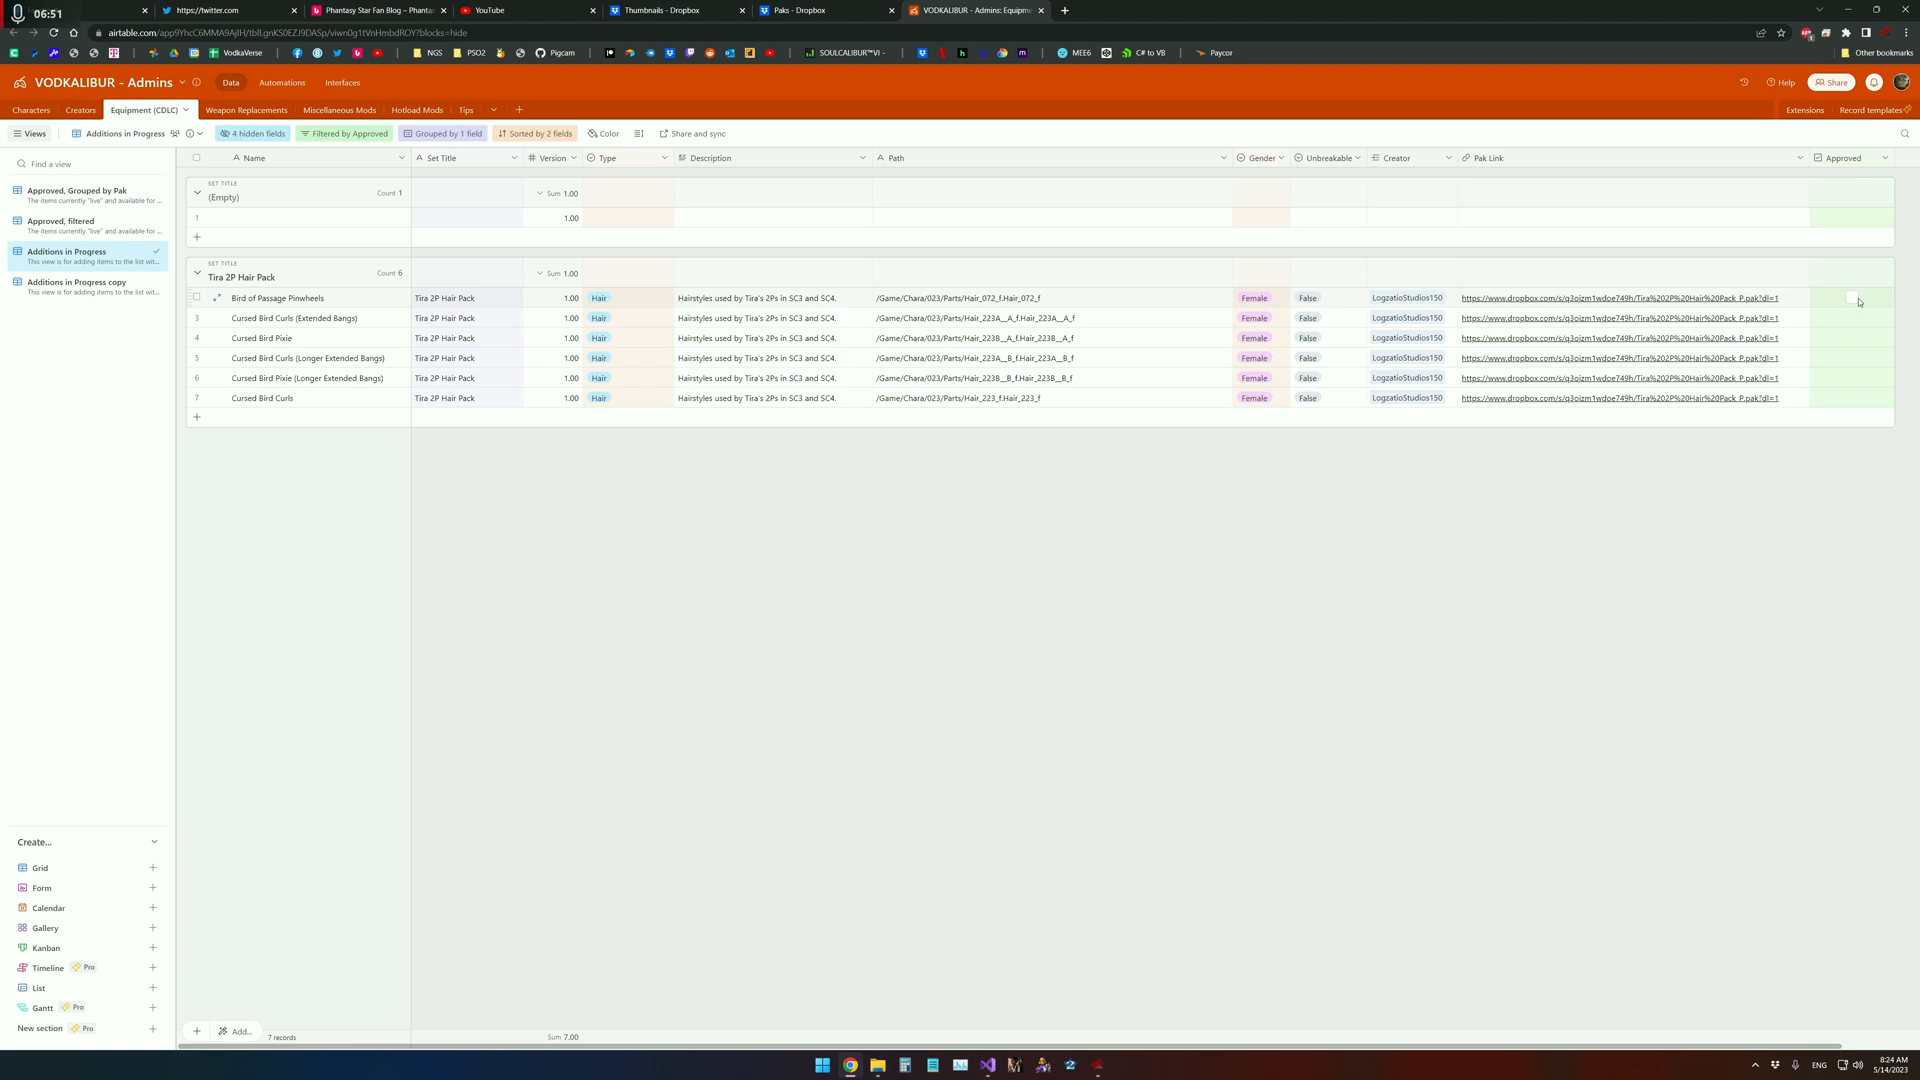 06:51
https://twitter.com
Phantasy Star Fan Blog – Phantas
YouTube
Thumbnails - Dropbox
Paks - Dropbox
VODKALIBUR - Admins: Equipme
airtable.com/app9YhcC6MMA9AjlH/tblLgnKS0EZJ9DASp/viwn0g1tVnHmbdROY?blocks=hide
VodkaVerse
NGS
PSO2
Pigcam
SOULCALIBUR™VI -
MEE6
C# to VB
Paycor
Other bookmarks
VODKALIBUR - Admins
Data
Automations
Interfaces
Help
Share
Characters
Creators
Equipment (CDLC)
Weapon Replacements
Miscellaneous Mods
Hotload Mods
Tips
Extensions
Record templates
Views
Additions in Progress
4 hidden fields
Filtered by Approved
Grouped by 1 field
Sorted by 2 fields
Color
Share and sync
Find a view
Approved, Grouped by Pak
The items currently "live" and available for ...
Approved, filtered
The items currently "live" and available for ...
Additions in Progress
This view is for adding items to the list wit...
Additions in Progress copy
This view is for adding items to the list wit...
Name Set Title Version Type Description Path Gender Unbreakable Creator Pak Link Approved
SET TITLE
(Empty) Count 1 Sum 1.00
1 1.00
SET TITLE
Tira 2P Hair Pack Count 6 Sum 1.00
Bird of Passage Pinwheels Tira 2P Hair Pack 1.00 Hair Hairstyles used by Tira's 2Ps in SC3 and SC4. /Game/Chara/023/Parts/Hair_072_f.Hair_072_f Female False LogzatioStudios150 https://www.dropbox.com/s/q3oizm1wdoe749h/Tira%202P%20Hair%20Pack_P.pak?dl=1
3 Cursed Bird Curls (Extended Bangs) Tira 2P Hair Pack 1.00 Hair Hairstyles used by Tira's 2Ps in SC3 and SC4. /Game/Chara/023/Parts/Hair_223A__A_f.Hair_223A__A_f Female False LogzatioStudios150 https://www.dropbox.com/s/q3oizm1wdoe749h/Tira%202P%20Hair%20Pack_P.pak?dl=1
4 Cursed Bird Pixie Tira 2P Hair Pack 1.00 Hair Hairstyles used by Tira's 2Ps in SC3 and SC4. /Game/Chara/023/Parts/Hair_223B__A_f.Hair_223B__A_f Female False LogzatioStudios150 https://www.dropbox.com/s/q3oizm1wdoe749h/Tira%202P%20Hair%20Pack_P.pak?dl=1
5 Cursed Bird Curls (Longer Extended Bangs) Tira 2P Hair Pack 1.00 Hair Hairstyles used by Tira's 2Ps in SC3 and SC4. /Game/Chara/023/Parts/Hair_223A__B_f.Hair_223A__B_f Female False LogzatioStudios150 https://www.dropbox.com/s/q3oizm1wdoe749h/Tira%202P%20Hair%20Pack_P.pak?dl=1
6 Cursed Bird Pixie (Longer Extended Bangs) Tira 2P Hair Pack 1.00 Hair Hairstyles used by Tira's 2Ps in SC3 and SC4. /Game/Chara/023/Parts/Hair_223B__B_f.Hair_223B__B_f Female False LogzatioStudios150 https://www.dropbox.com/s/q3oizm1wdoe749h/Tira%202P%20Hair%20Pack_P.pak?dl=1
7 Cursed Bird Curls Tira 2P Hair Pack 1.00 Hair Hairstyles used by Tira's 2Ps in SC3 and SC4. /Game/Chara/023/Parts/Hair_223_f.Hair_223_f Female False LogzatioStudios150 https://www.dropbox.com/s/q3oizm1wdoe749h/Tira%202P%20Hair%20Pack_P.pak?dl=1
Create...
Grid
Form
Calendar
Gallery
Kanban
Timeline Pro
List
Gantt Pro
New section Pro
Add...
7 records
Sum 7.00
ENG
8:24 AM
5/14/2023